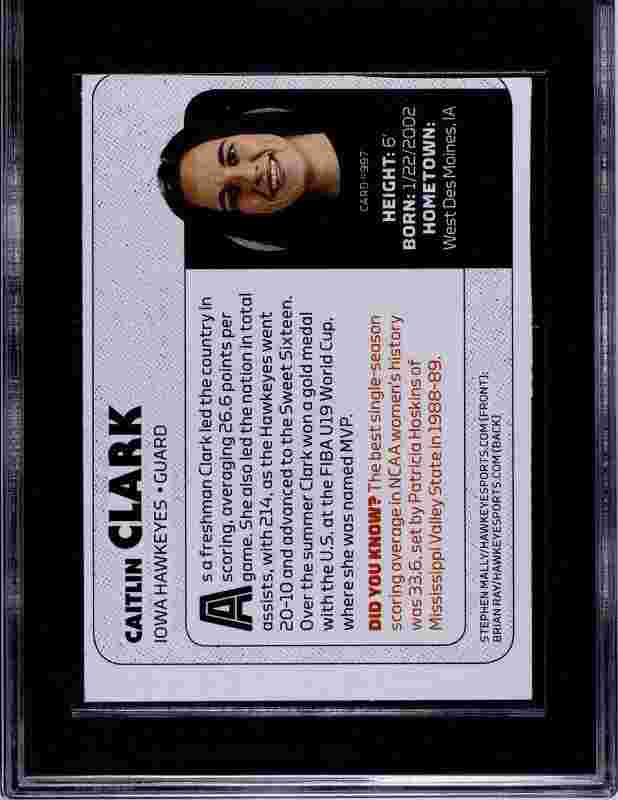 CAITLIN CLARK
IOWA HAWKEYES • GUARD
As a freshman Clark led the country in
scoring, averaging 26.6 points per
game. She also led the nation in total
assists, with 214, as the Hawkeyes went
20-10 and advanced to the Sweet Sixteen.
Over the summer Clark won a gold medal
with the U.S. at the FIBA U19 World Cup,
where she was named MVP.
DID YOU KNOW? The best single-season
scoring average in NCAA women's history
was 33.6, set by Patricia Hoskins of
Mississippi Valley State in 1988-89.
CARD #997
HEIGHT: 6'
BORN: 1/22/2002
HOMETOWN:
West Des Moines, IA
STEPHEN MALLY/HAWKEYESPORTS.COM (FRONT);
BRIAN RAY/HAWKEYESPORTS.COM (BACK)